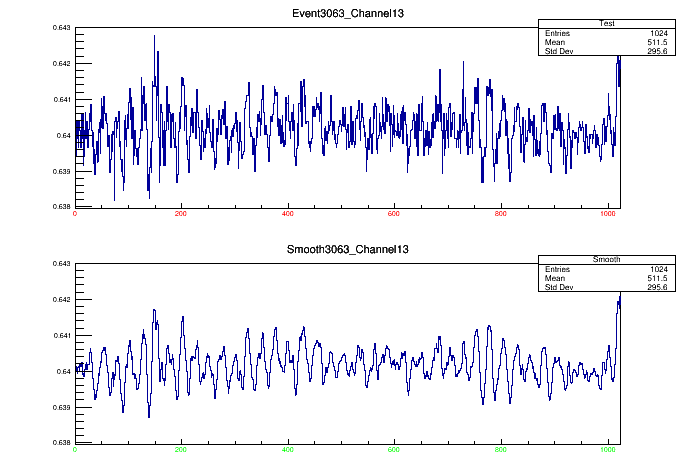 Event3063_Channel13
Test
Entries 1024
Mean 511.5
Std Dev 295.6
0.643
0.642
0.641
0.64
0.639
0.638
0 200 400 600 800 1000
Smooth3063_Channel13
Smooth
Entries 1024
Mean 511.5
Std Dev 295.6
0.643
0.642
0.641
0.64
0.639
0.638
0 200 400 600 800 1000